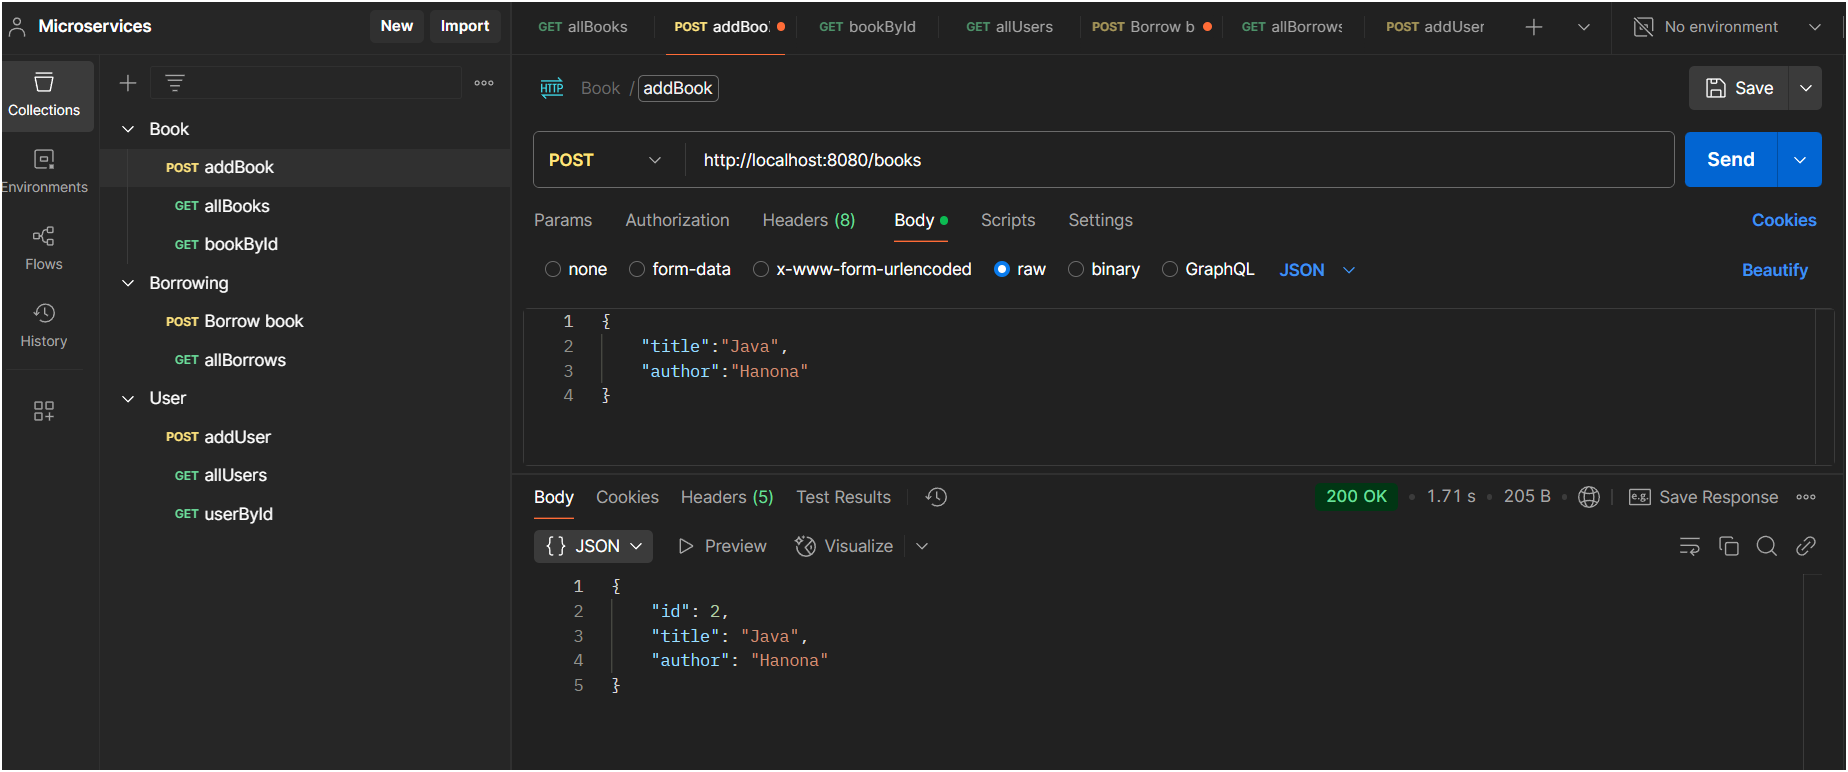 Microservices
New
Import
GET allBooks
POST addBoo
GET bookById
GET allUsers
POST Borrow b
GET allBorrows
POST addUser
No environment
Collections
Environments
Flows
History
Book
POST addBook
GET allBooks
GET bookById
Borrowing
POST Borrow book
GET allBorrows
User
POST addUser
GET allUsers
GET userById
HTTP
Book / addBook
Save
POST
http://localhost:8080/books
Send
Params
Authorization
Headers (8)
Body
Scripts
Settings
Cookies
none
form-data
x-www-form-urlencoded
raw
binary
GraphQL
JSON
Beautify
1 {
2 "title":"Java",
3 "author":"Hanona"
4 }
Body
Cookies
Headers (5)
Test Results
200 OK
1.71 s
205 B
e.g. Save Response
{} JSON
Preview
Visualize
1 {
2 "id": 2,
3 "title": "Java",
4 "author": "Hanona"
5 }